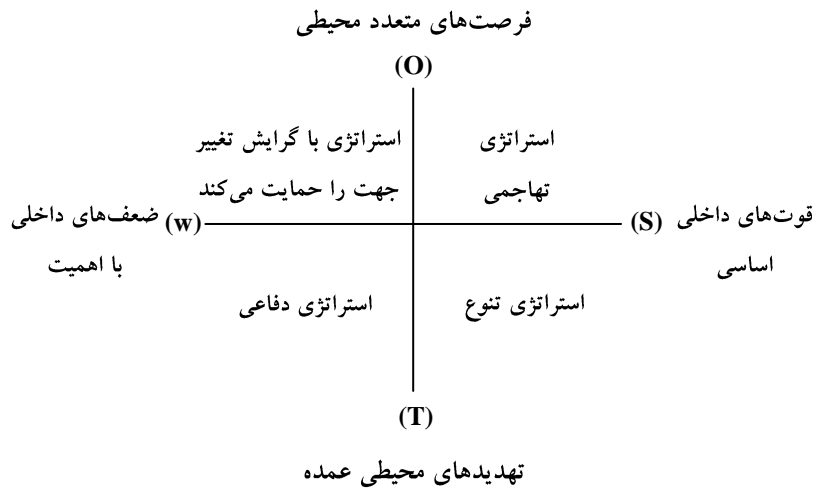 فرصت‌های متعدد محیطی
(O)
استراتژی
تهاجمی
استراتژی با گرایش تغییر
جهت را حمایت می‌کند
قوت‌های داخلی
اساسی
(S)
(w)
ضعف‌های داخلی
با اهمیت
استراتژی تنوع
استراتژی دفاعی
(T)
تهدیدهای محیطی عمده